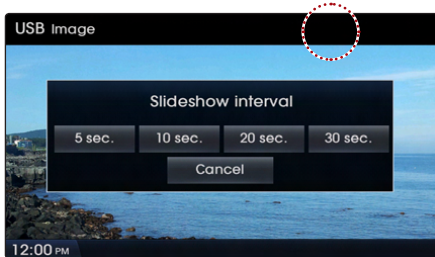 USB Image
Slideshow interval
5 sec. 10 sec. 20 sec. 30 sec.
Cancel
12:00 PM